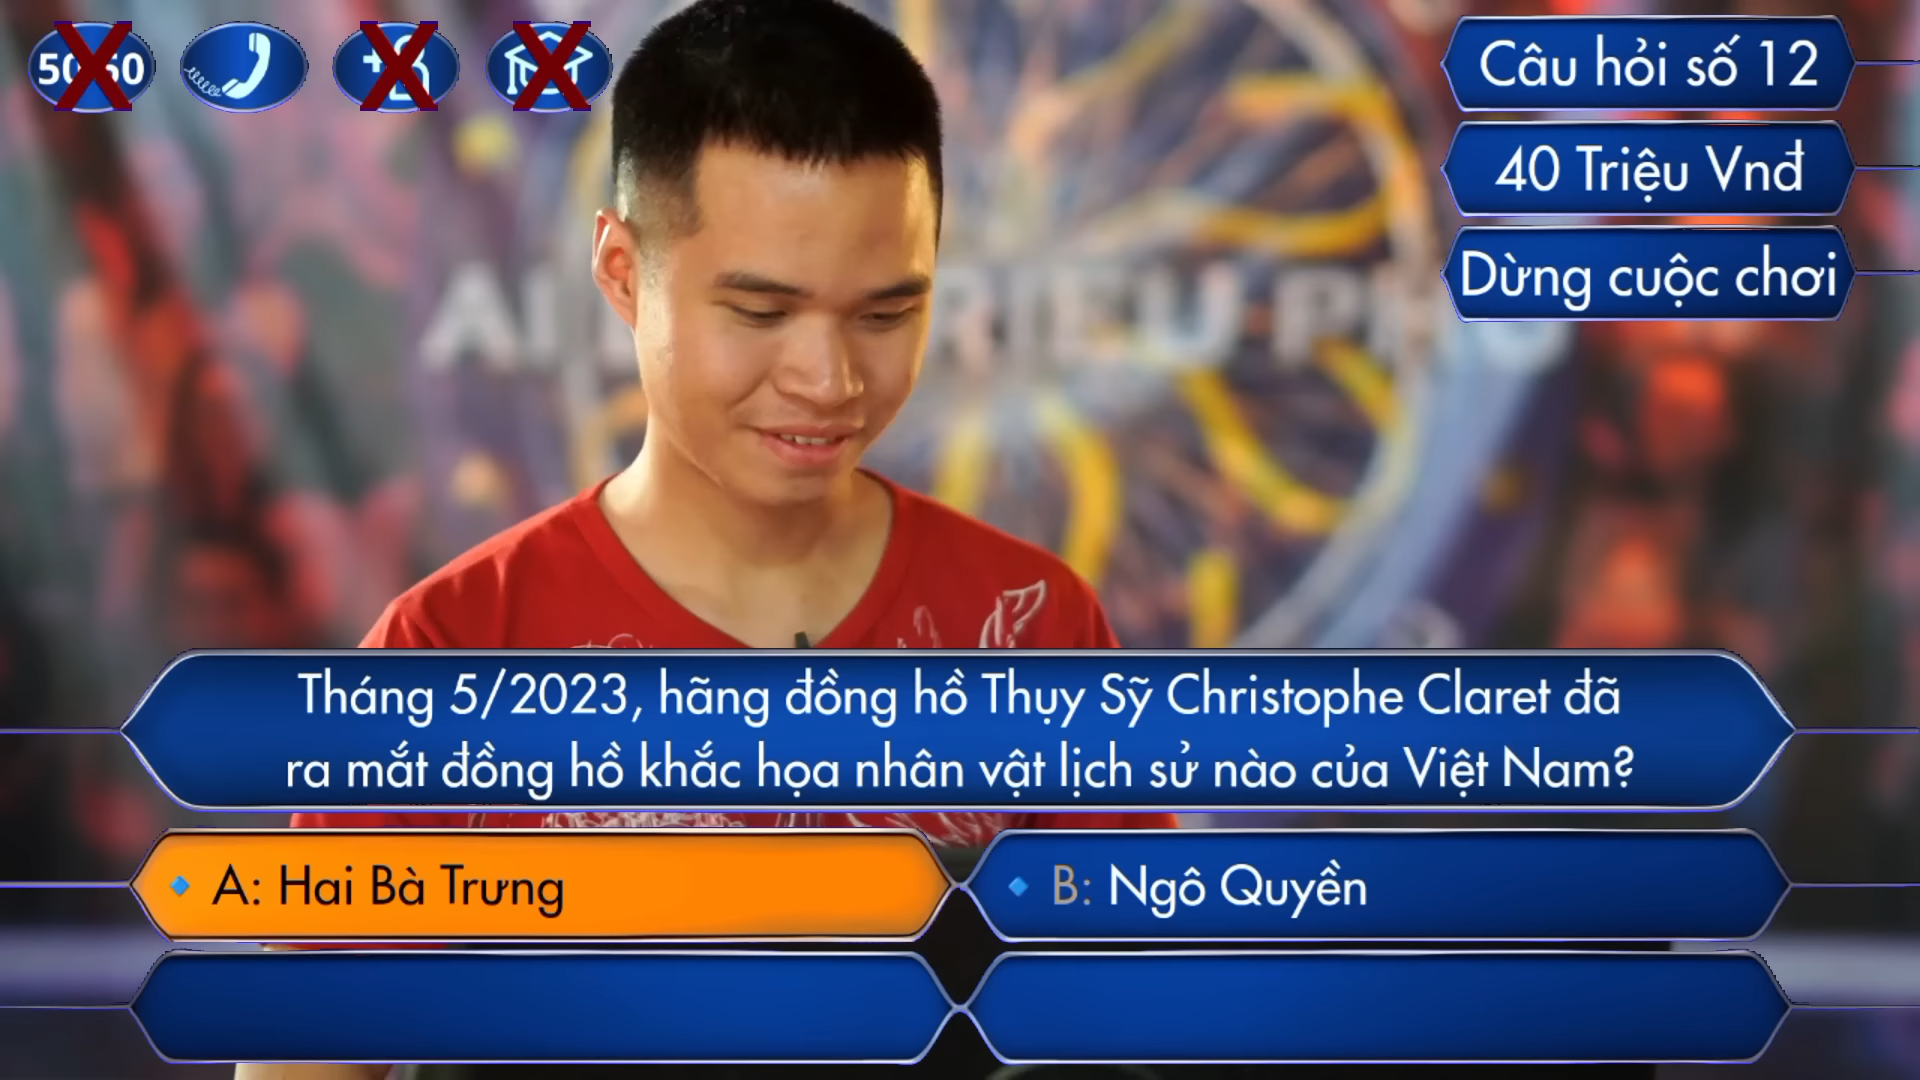 50:50
Câu hỏi số 12
40 Triệu Vnđ
Dừng cuộc chơi
Tháng 5/2023, hãng đồng hồ Thụy Sỹ Christophe Claret đã
ra mắt đồng hồ khắc họa nhân vật lịch sử nào của Việt Nam?
A: Hai Bà Trưng
B: Ngô Quyền